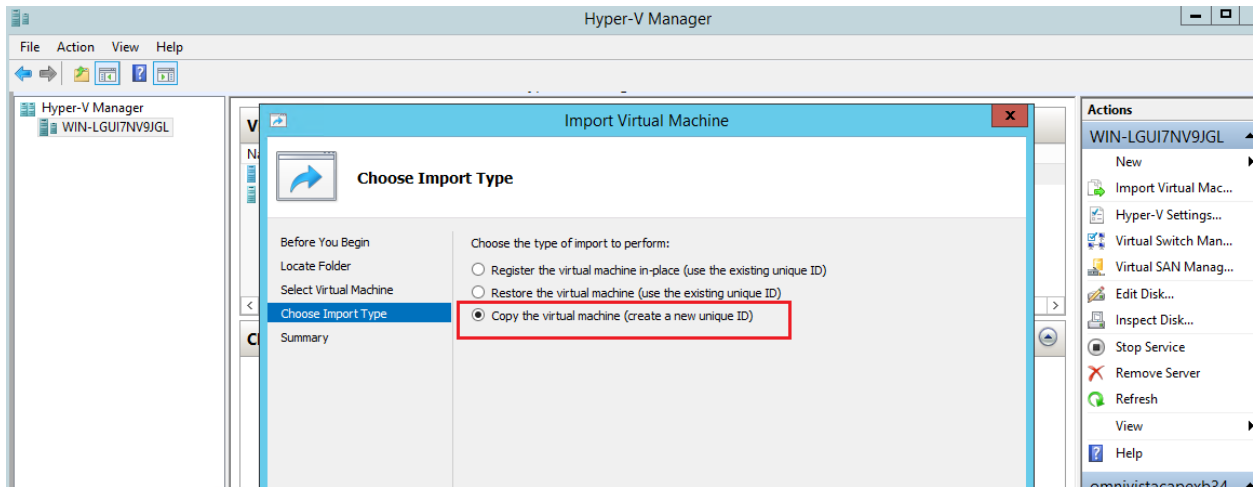 Hyper-V Manager
File Action View Help
Hyper-V Manager
WIN-LGUI7NV9JGL
Import Virtual Machine
X
Choose Import Type
Before You Begin
Locate Folder
Select Virtual Machine
Choose Import Type
Summary
Choose the type of import to perform:
Register the virtual machine in-place (use the existing unique ID)
Restore the virtual machine (use the existing unique ID)
Copy the virtual machine (create a new unique ID)
Actions
WIN-LGUI7NV9JGL
New
Import Virtual Mac...
Hyper-V Settings...
Virtual Switch Man...
Virtual SAN Manag...
Edit Disk...
Inspect Disk...
Stop Service
Remove Server
Refresh
View
Help